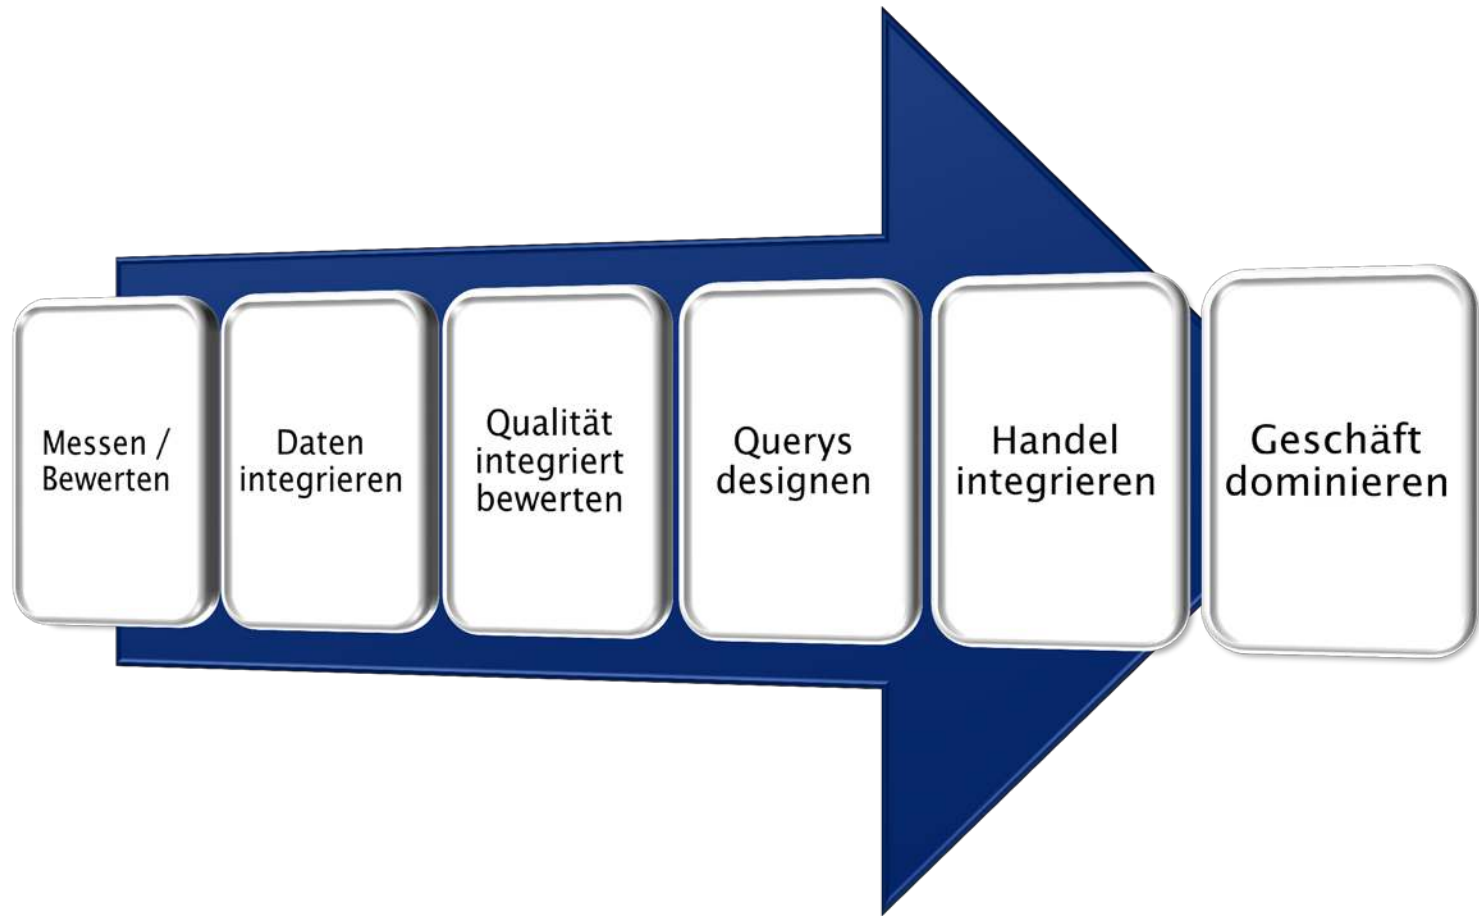 Messen /
Bewerten
Daten
integrieren
Qualität
integriert
bewerten
Querys
designen
Handel
integrieren
Geschäft
dominieren